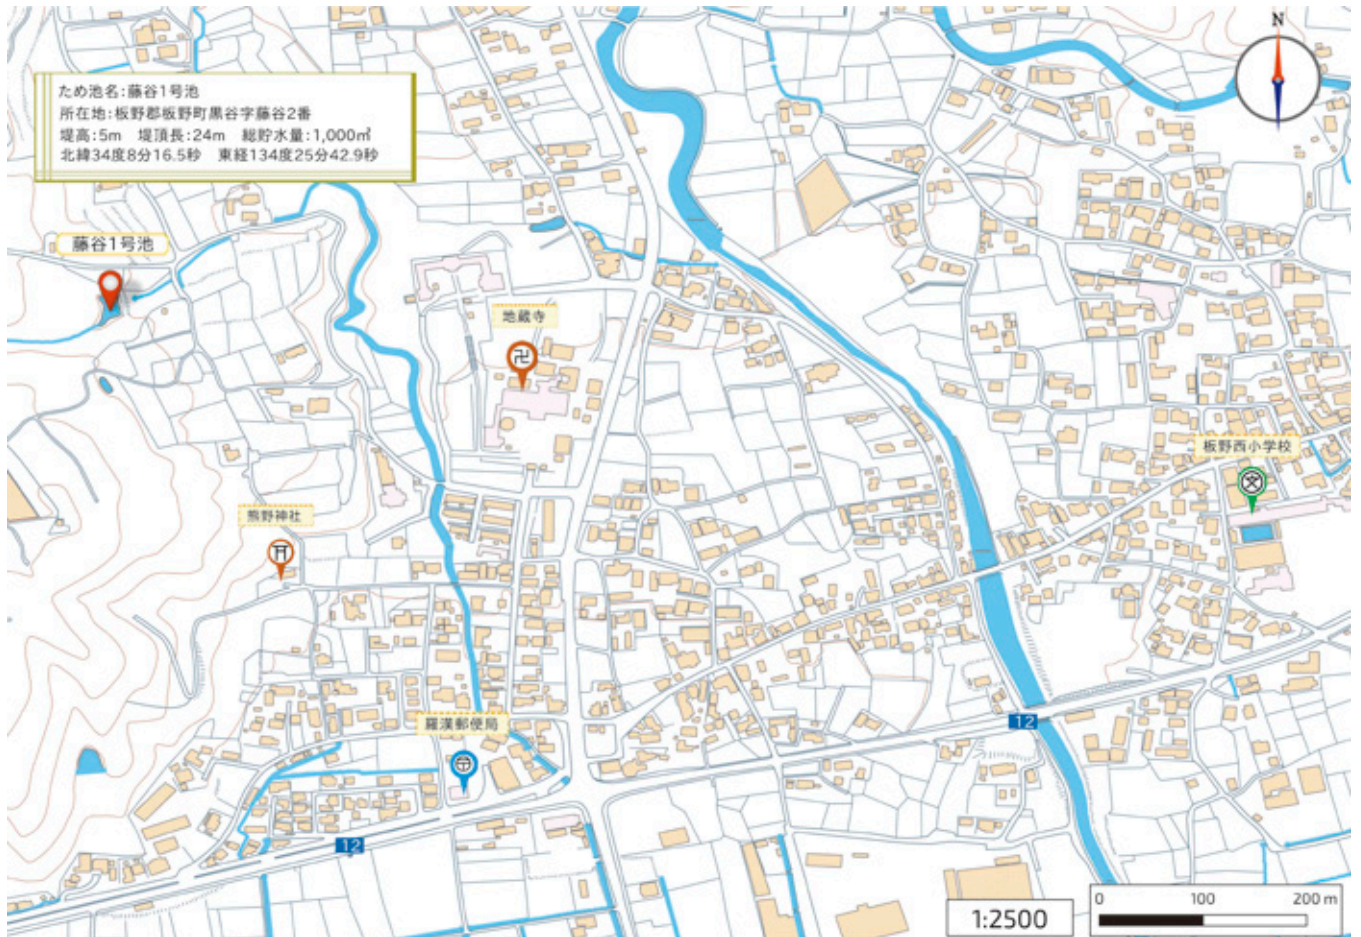 N
ため池名:藤谷1号池
所在地:板野郡板野町黒谷字藤谷2番
堤高:5m 堤頂長:24m 総貯水量:1,000㎥
北緯34度8分16.5秒 東経134度25分42.9秒
藤谷1号池
地蔵寺
卍
板野西小学校
文
熊野神社
12
羅漢郵便局
12
1:2500
0 100 200 m